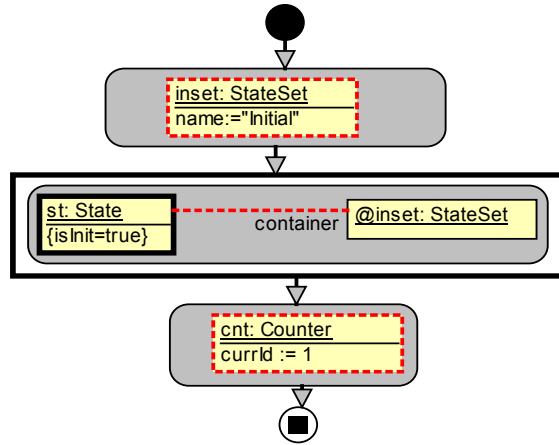 inset: StateSet
name:="Initial"
st: State
{isInit=true}
container
@inset: StateSet
cnt: Counter
currId := 1